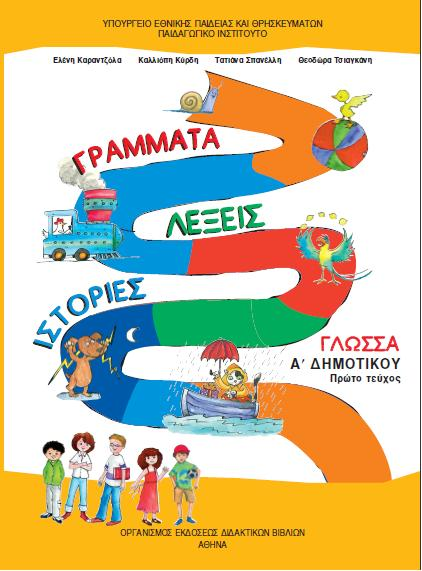 ΥΠΟΥΡΓΕΙΟ ΕΘΝΙΚΗΣ ΠΑΙΔΕΙΑΣ ΚΑΙ ΘΡΗΣΚΕΥΜΑΤΩΝ
ΠΑΙΔΑΓΩΓΙΚΟ ΙΝΣΤΙΤΟΥΤΟ
Ελένη Καραντζόλα Καλλιόπη Κύρδη Τατιάνα Σπανέλλη Θεοδώρα Τσιαγκάνη
ΓΡΑΜΜΑΤΑ
ΛΕΞΕΙΣ
ΙΣΤΟΡΙΕΣ
ΓΛΩΣΣΑ
Α΄ ΔΗΜΟΤΙΚΟΥ
Πρώτο τεύχος
ΟΡΓΑΝΙΣΜΟΣ ΕΚΔΟΣΕΩΣ ΔΙΔΑΚΤΙΚΩΝ ΒΙΒΛΙΩΝ
ΑΘΗΝΑ